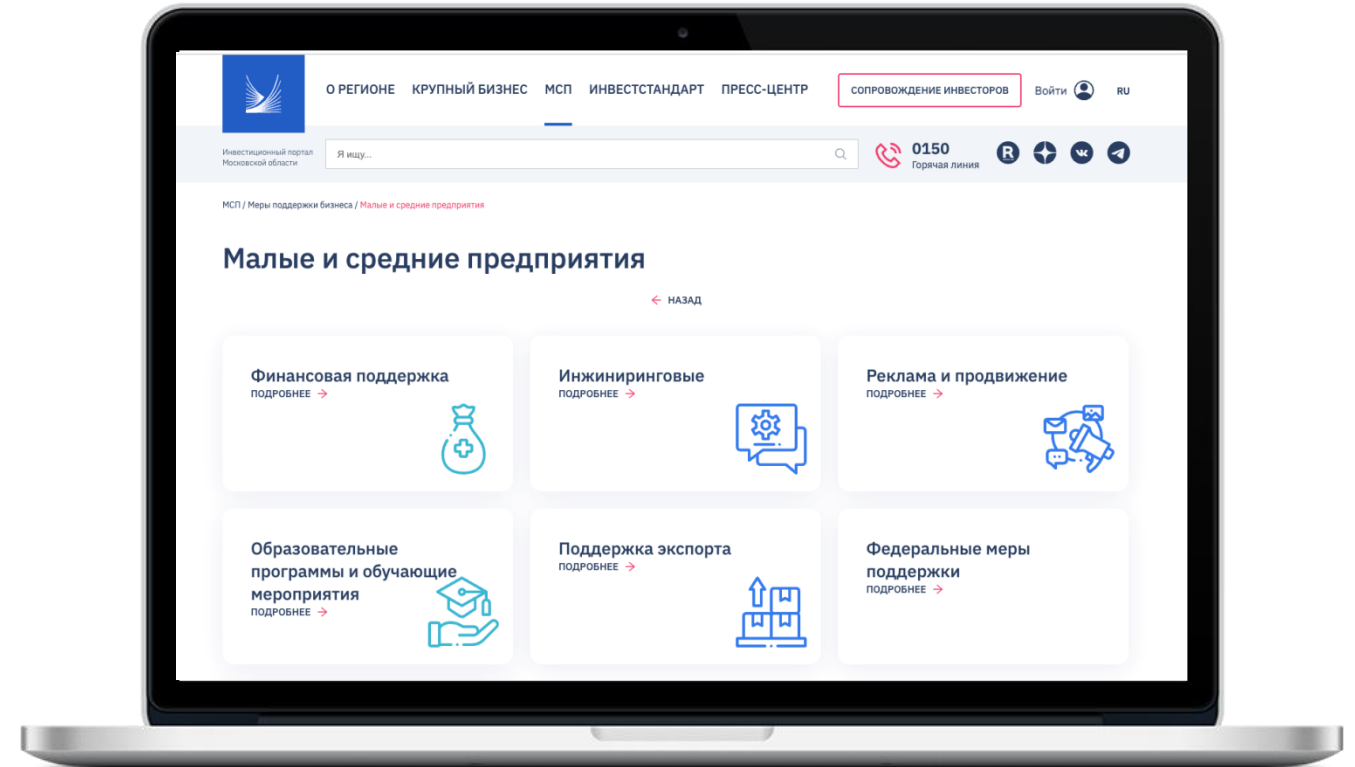 О РЕГИОНЕ КРУПНЫЙ БИЗНЕС МСП ИНВЕСТСТАНДАРТ ПРЕСС-ЦЕНТР СОПРОВОЖДЕНИЕ ИНВЕСТОРОВ Войти RU
Инвестиционный портал
Московской области
Я ищу...
0150
Горячая линия
МСП / Меры поддержки бизнеса / Малые и средние предприятия
Малые и средние предприятия
← НАЗАД
Финансовая поддержка
ПОДРОБНЕЕ →
Инжиниринговые
ПОДРОБНЕЕ →
Реклама и продвижение
ПОДРОБНЕЕ →
Образовательные
программы и обучающие
мероприятия
ПОДРОБНЕЕ →
Поддержка экспорта
ПОДРОБНЕЕ →
Федеральные меры
поддержки
ПОДРОБНЕЕ →